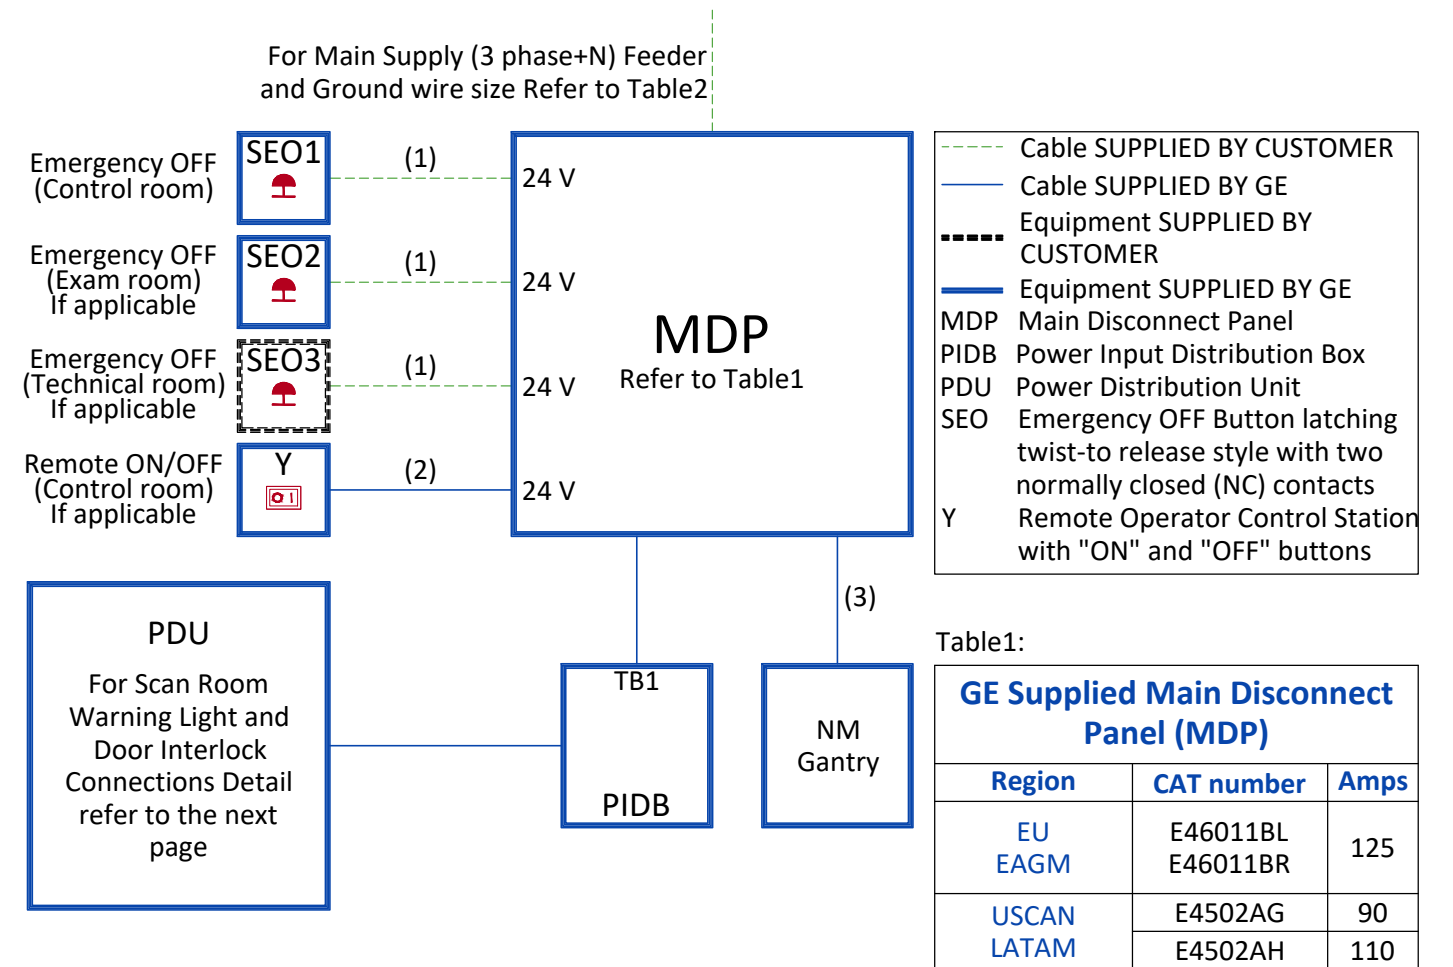 For Main Supply (3 phase+N) Feeder
and Ground wire size Refer to Table2
Emergency OFF
(Control room)
SEO1
(1)
24 V
Emergency OFF
(Exam room)
If applicable
SEO2
(1)
24 V
Emergency OFF
(Technical room)
If applicable
SEO3
(1)
24 V
Remote ON/OFF
(Control room)
If applicable
Y
(2)
24 V
MDP
Refer to Table1
(3)
PDU
For Scan Room
Warning Light and
Door Interlock
Connections Detail
refer to the next
page
TB1
PIDB
NM
Gantry
Cable SUPPLIED BY CUSTOMER
Cable SUPPLIED BY GE
Equipment SUPPLIED BY
CUSTOMER
Equipment SUPPLIED BY GE
MDP Main Disconnect Panel
PIDB Power Input Distribution Box
PDU Power Distribution Unit
SEO Emergency OFF Button latching
twist-to release style with two
normally closed (NC) contacts
Y Remote Operator Control Station
with "ON" and "OFF" buttons
Table1:
GE Supplied Main Disconnect
Panel (MDP)
Region CAT number Amps
EU
EAGM
E46011BL
E46011BR
125
USCAN
LATAM
E4502AG 90
E4502AH 110